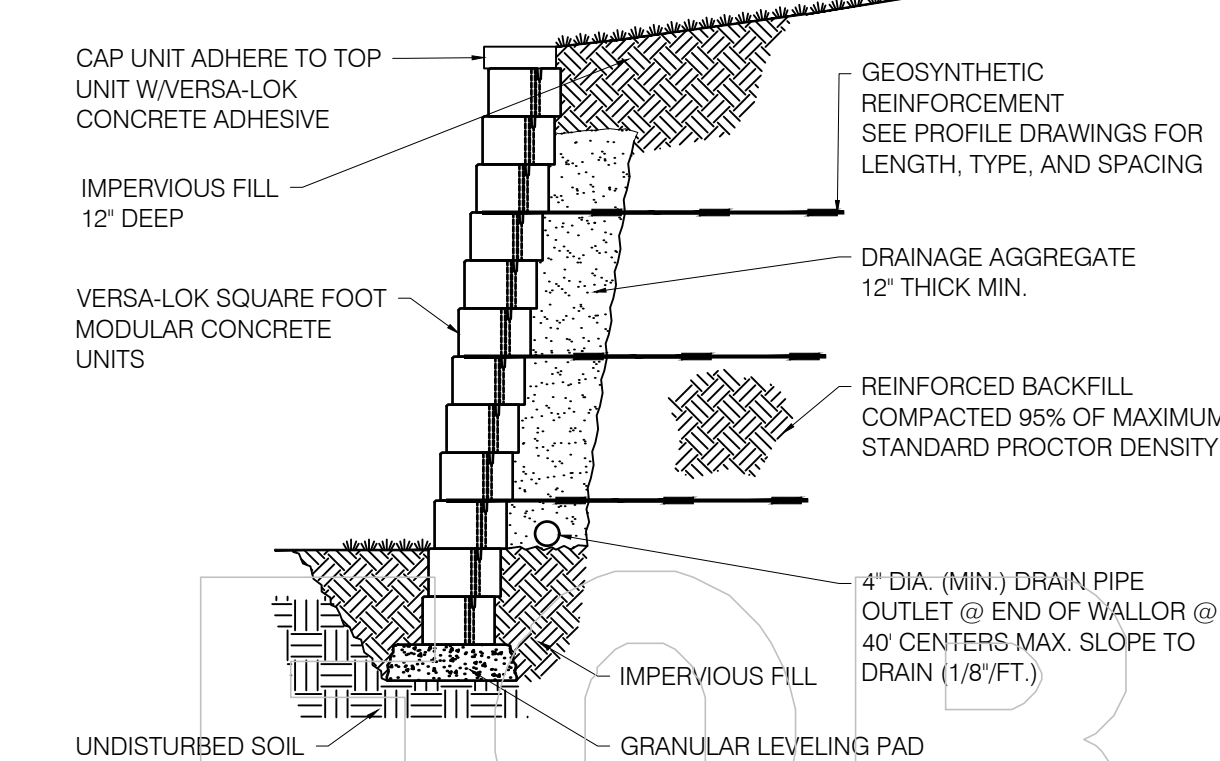 CAP UNIT ADHERE TO TOP
UNIT W/VERSA-LOK
CONCRETE ADHESIVE
IMPERVIOUS FILL
12" DEEP
VERSA-LOK SQUARE FOOT
MODULAR CONCRETE
UNITS
GEOSYNTHETIC
REINFORCEMENT
SEE PROFILE DRAWINGS FOR
LENGTH, TYPE, AND SPACING
DRAINAGE AGGREGATE
12" THICK MIN.
REINFORCED BACKFILL
COMPACTED 95% OF MAXIMUM
STANDARD PROCTOR DENSITY
4" DIA. (MIN.) DRAIN PIPE
OUTLET @ END OF WALLOR @
40' CENTERS MAX. SLOPE TO
DRAIN (1/8"/FT.)
IMPERVIOUS FILL
UNDISTURBED SOIL
GRANULAR LEVELING PAD